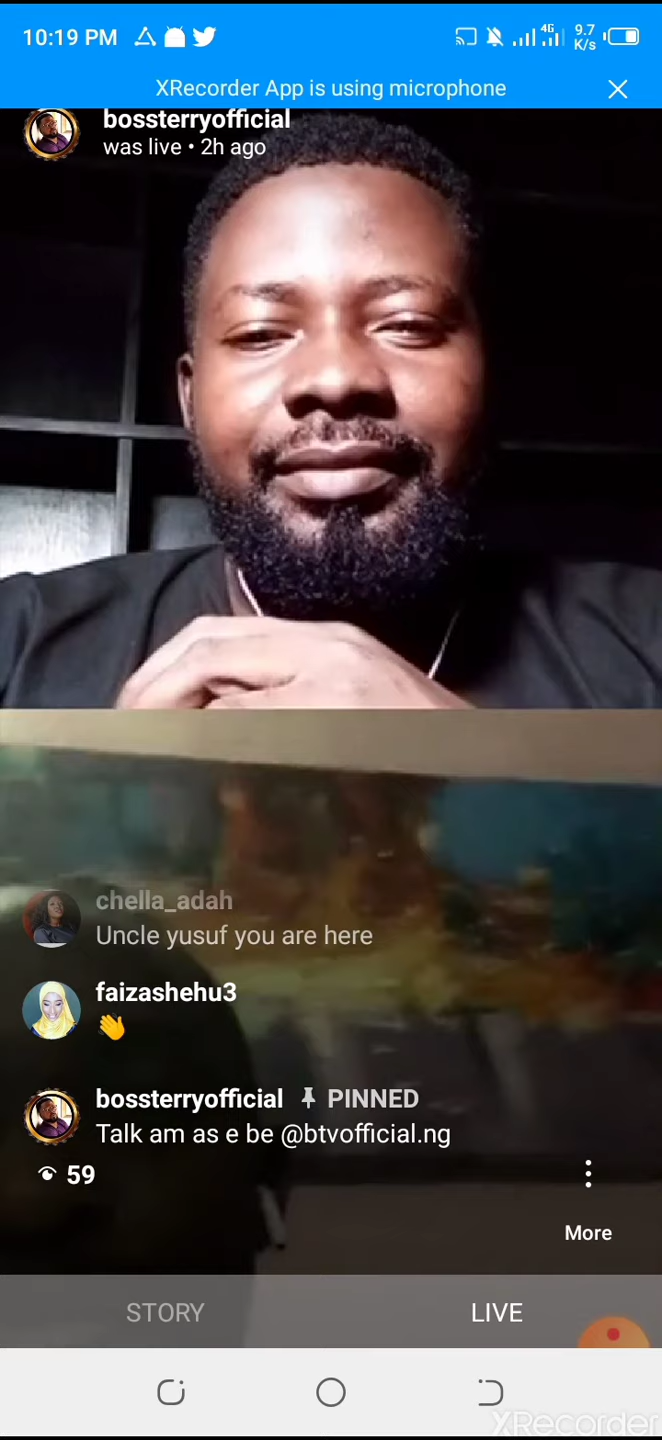 10:19 PM
4G
9.7
K/s
XRecorder App is using microphone
bossterryofficial
was live • 2h ago
chella_adah
Uncle yusuf you are here
faizashehu3
👋
bossterryofficial PINNED
Talk am as e be @btvofficial.ng
59
More
STORY
LIVE
XRecorder